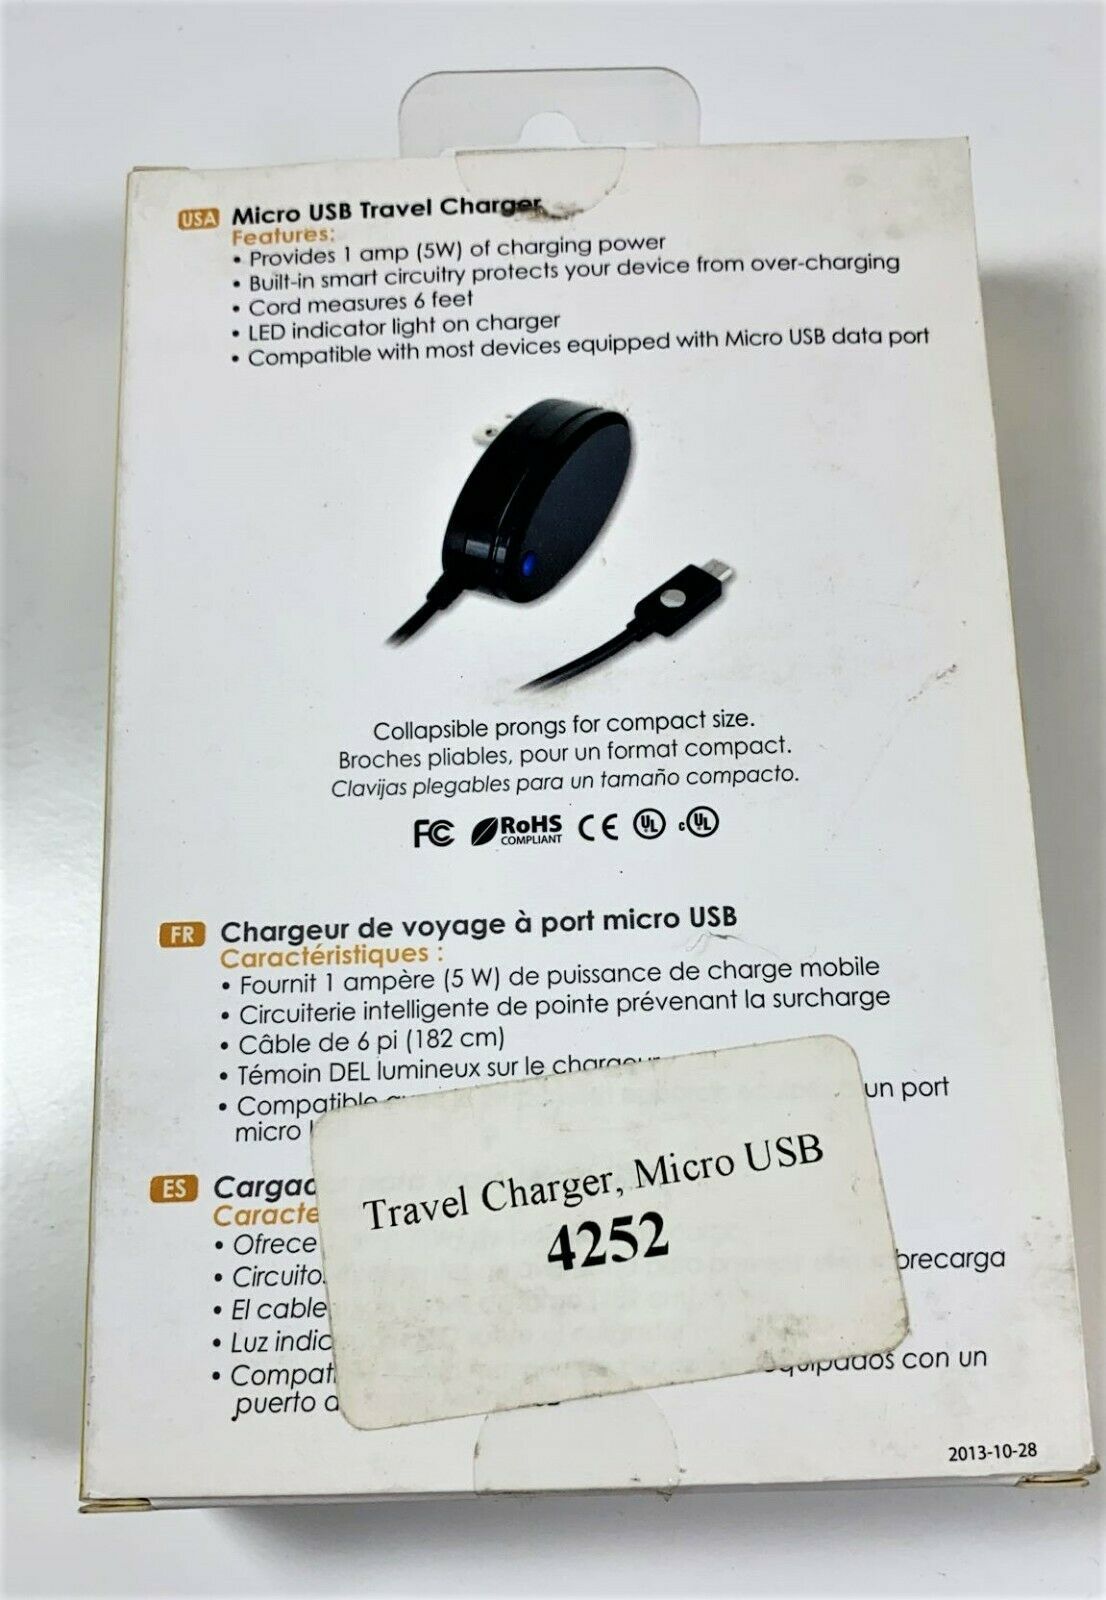 USA Micro USB Travel Charger
Features:
• Provides 1 amp (5W) of charging power
• Built-in smart circuitry protects your device from over-charging
• Cord measures 6 feet
• LED indicator light on charger
• Compatible with most devices equipped with Micro USB data port
Collapsible prongs for compact size.
Broches pliables, pour un format compact.
Clavijas plegables para un tamaño compacto.
FC RoHS COMPLIANT CE UL c UL
FR Chargeur de voyage à port micro USB
Caractéristiques :
• Fournit 1 ampère (5 W) de puissance de charge mobile
• Circuiterie intelligente de pointe prévenant la surcharge
• Câble de 6 pi (182 cm)
• Témoin DEL lumineux sur le chargeur
• Compatible un port
micro
ES
• Ofrece
• Circuito
• El cable
• Luz
• equipados con un
puerto
Travel Charger, Micro USB
4252
2013-10-28